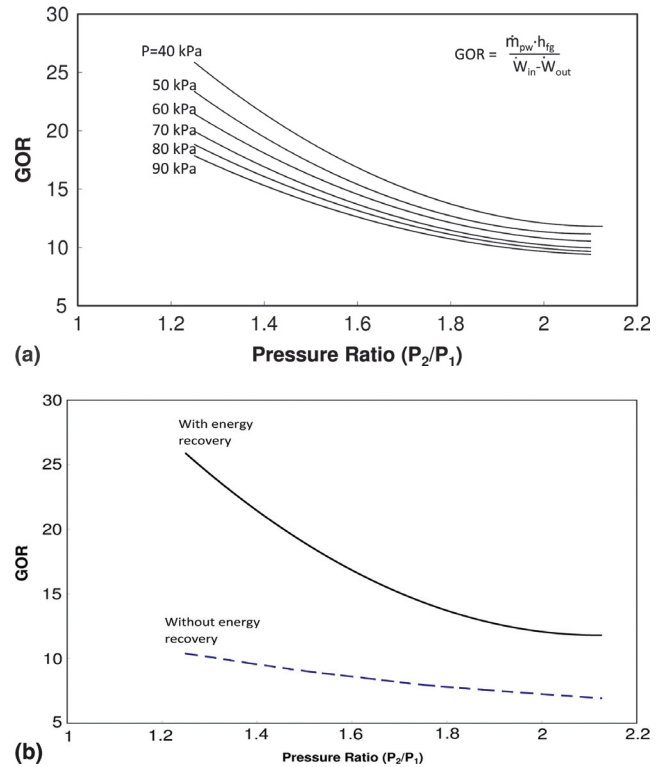 30
25
20
15
10
5
GOR
P=40 kPa
50 kPa
60 kPa
70 kPa
80 kPa
90 kPa
GOR = ṁpw·hfg
Ẇin-Ẇout
1
1.2
1.4
1.6
1.8
2
2.2
(a)
Pressure Ratio (P2/P1)
30
25
20
15
10
5
GOR
With energy
recovery
Without energy
recovery
1
1.2
1.4
1.6
1.8
2
2.2
(b)
Pressure Ratio (P2/P1)